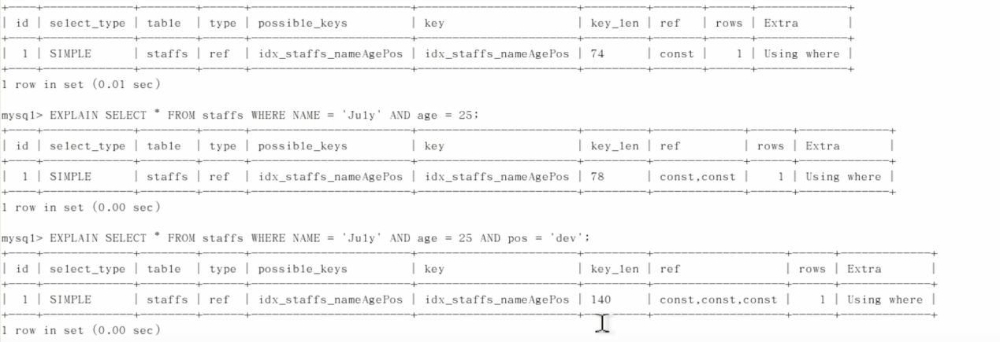 +----+-------------+--------+------+-----------------------+-----------------------+---------+-------+------+-------------+
| id | select_type | table  | type | possible_keys         | key                   | key_len | ref   | rows | Extra       |
+----+-------------+--------+------+-----------------------+-----------------------+---------+-------+------+-------------+
|  1 | SIMPLE      | staffs | ref  | idx_staffs_nameAgePos | idx_staffs_nameAgePos | 74      | const |    1 | Using where |
+----+-------------+--------+------+-----------------------+-----------------------+---------+-------+------+-------------+
1 row in set (0.01 sec)
mysql> EXPLAIN SELECT * FROM staffs WHERE NAME = 'July' AND age = 25;
+----+-------------+--------+------+-----------------------+-----------------------+---------+-------------+------+-------------+
| id | select_type | table  | type | possible_keys         | key                   | key_len | ref         | rows | Extra       |
+----+-------------+--------+------+-----------------------+-----------------------+---------+-------------+------+-------------+
|  1 | SIMPLE      | staffs | ref  | idx_staffs_nameAgePos | idx_staffs_nameAgePos | 78      | const,const |    1 | Using where |
+----+-------------+--------+------+-----------------------+-----------------------+---------+-------------+------+-------------+
1 row in set (0.00 sec)
mysql> EXPLAIN SELECT * FROM staffs WHERE NAME = 'July' AND age = 25 AND pos = 'dev';
+----+-------------+--------+------+-----------------------+-----------------------+---------+-------------------+------+-------------+
| id | select_type | table  | type | possible_keys         | key                   | key_len | ref               | rows | Extra       |
+----+-------------+--------+------+-----------------------+-----------------------+---------+-------------------+------+-------------+
|  1 | SIMPLE      | staffs | ref  | idx_staffs_nameAgePos | idx_staffs_nameAgePos | 140     | const,const,const |    1 | Using where |
+----+-------------+--------+------+-----------------------+-----------------------+---------+-------------------+------+-------------+
1 row in set (0.00 sec)